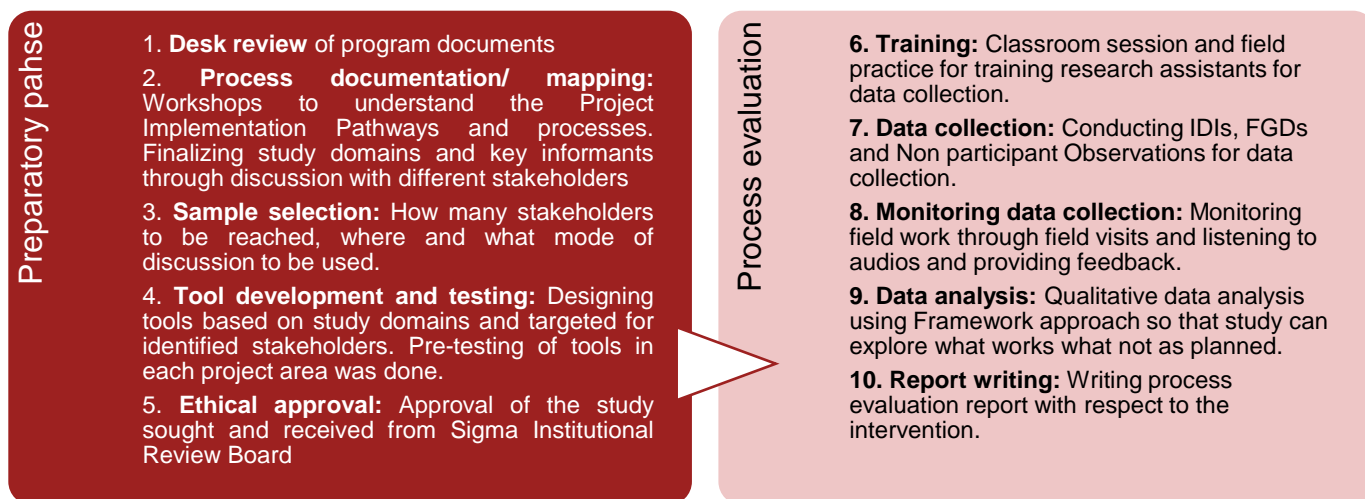 Preparatory pahse
1. Desk review of program documents
2. Process documentation/ mapping:
Workshops to understand the Project
Implementation Pathways and processes.
Finalizing study domains and key informants
through discussion with different stakeholders
3. Sample selection: How many stakeholders
to be reached, where and what mode of
discussion to be used.
4. Tool development and testing: Designing
tools based on study domains and targeted for
identified stakeholders. Pre-testing of tools in
each project area was done.
5. Ethical approval: Approval of the study
sought and received from Sigma Institutional
Review Board
Process evaluation
6. Training: Classroom session and field
practice for training research assistants for
data collection.
7. Data collection: Conducting IDIs, FGDs
and Non participant Observations for data
collection.
8. Monitoring data collection: Monitoring
field work through field visits and listening to
audios and providing feedback.
9. Data analysis: Qualitative data analysis
using Framework approach so that study can
explore what works what not as planned.
10. Report writing: Writing process
evaluation report with respect to the
intervention.